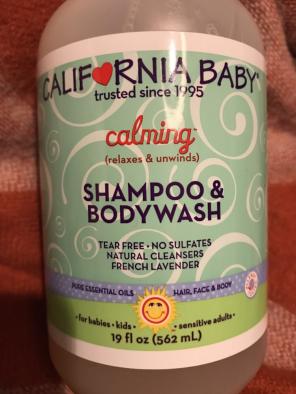 CALIFORNIA BABY
trusted since 1995
calming™
(relaxes & unwinds)
SHAMPOO &
BODYWASH
TEAR FREE • NO SULFATES
NATURAL CLEANSERS
FRENCH LAVENDER
PURE ESSENTIAL OILS
HAIR, FACE & BODY
• for babies • kids •
• sensitive adults •
19 fl oz (562 mL)